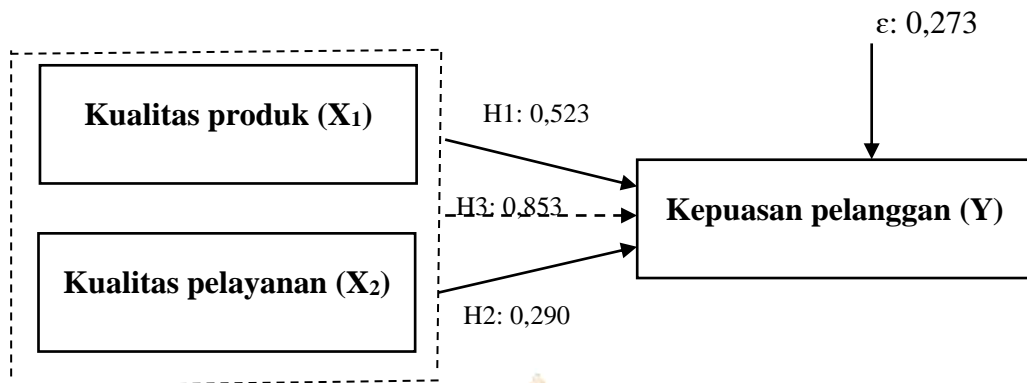 ε: 0,273
Kualitas produk (X₁)
H1: 0,523
H3: 0,853
Kepuasan pelanggan (Y)
Kualitas pelayanan (X₂)
H2: 0,290